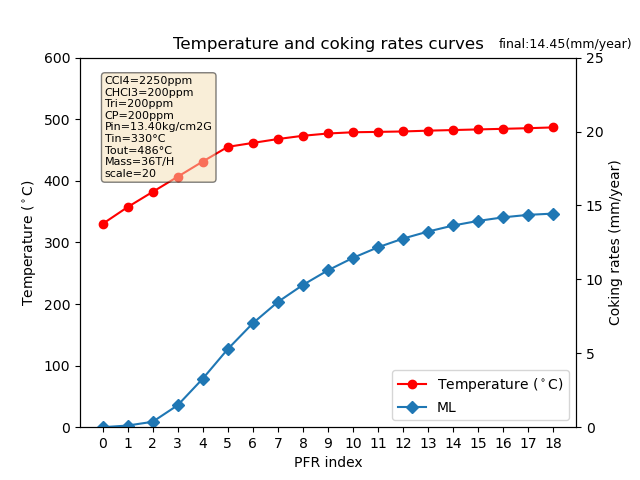 Temperature and coking rates curves
final:14.45(mm/year)
CCl4=2250ppm
CHCl3=200ppm
Tri=200ppm
CP=200ppm
Pin=13.40kg/cm2G
Tin=330°C
Tout=486°C
Mass=36T/H
scale=20
600
500
400
300
200
100
0
Temperature (°C)
25
20
15
10
5
0
Coking rates (mm/year)
Temperature (°C)
ML
0 1 2 3 4 5 6 7 8 9 10 11 12 13 14 15 16 17 18
PFR index